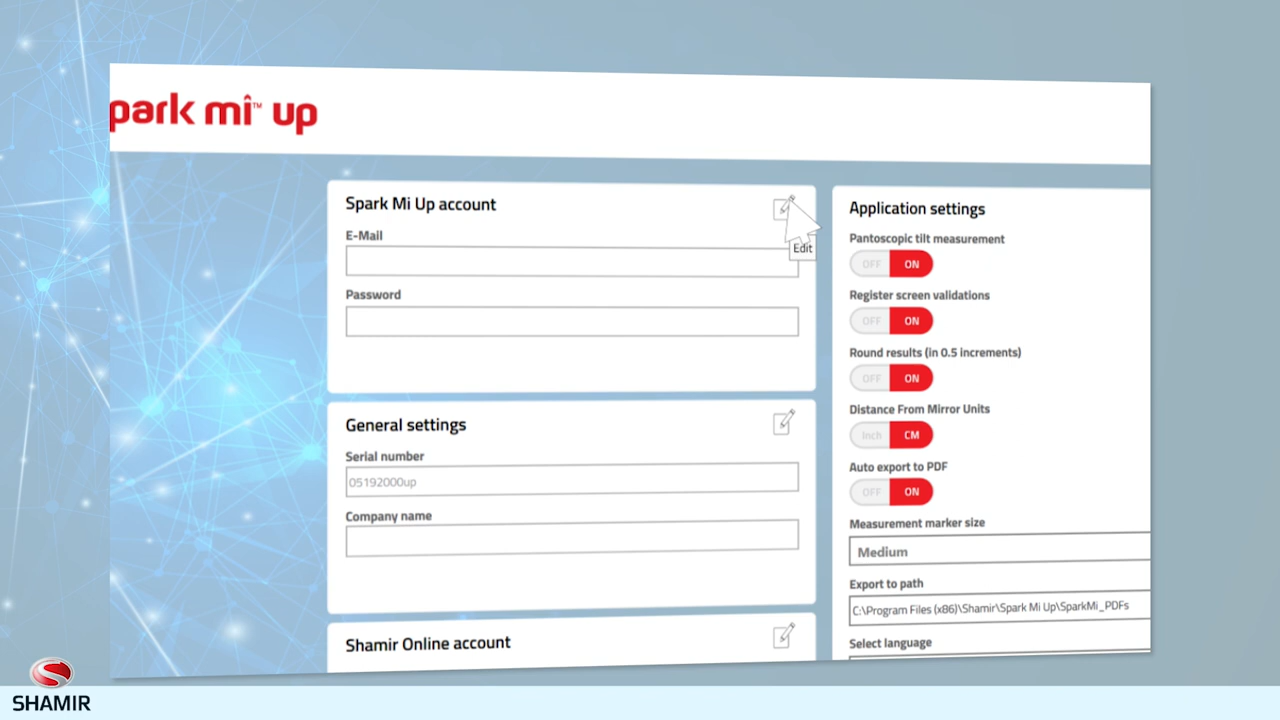 park mî™ up
Spark Mi Up account
E-Mail
Edit
Password
General settings
Serial number
05192000up
Company name
Shamir Online account
Application settings
Pantoscopic tilt measurement
OFF ON
Register screen validations
OFF ON
Round results (in 0.5 increments)
OFF ON
Distance From Mirror Units
Inch CM
Auto export to PDF
OFF ON
Measurement marker size
Medium
Export to path
C:\Program Files (x86)\Shamir\Spark Mi Up\SparkMi_PDFs
Select language
SHAMIR